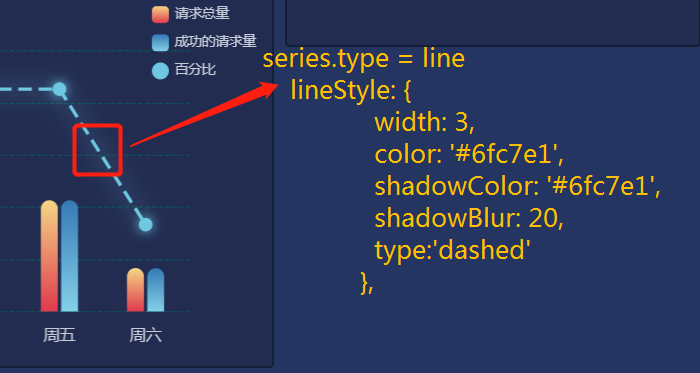 请求总量
成功的请求量
百分比
series.type = line
lineStyle: {
width: 3,
color: '#6fc7e1',
shadowColor: '#6fc7e1',
shadowBlur: 20,
type:'dashed'
},
周五
周六